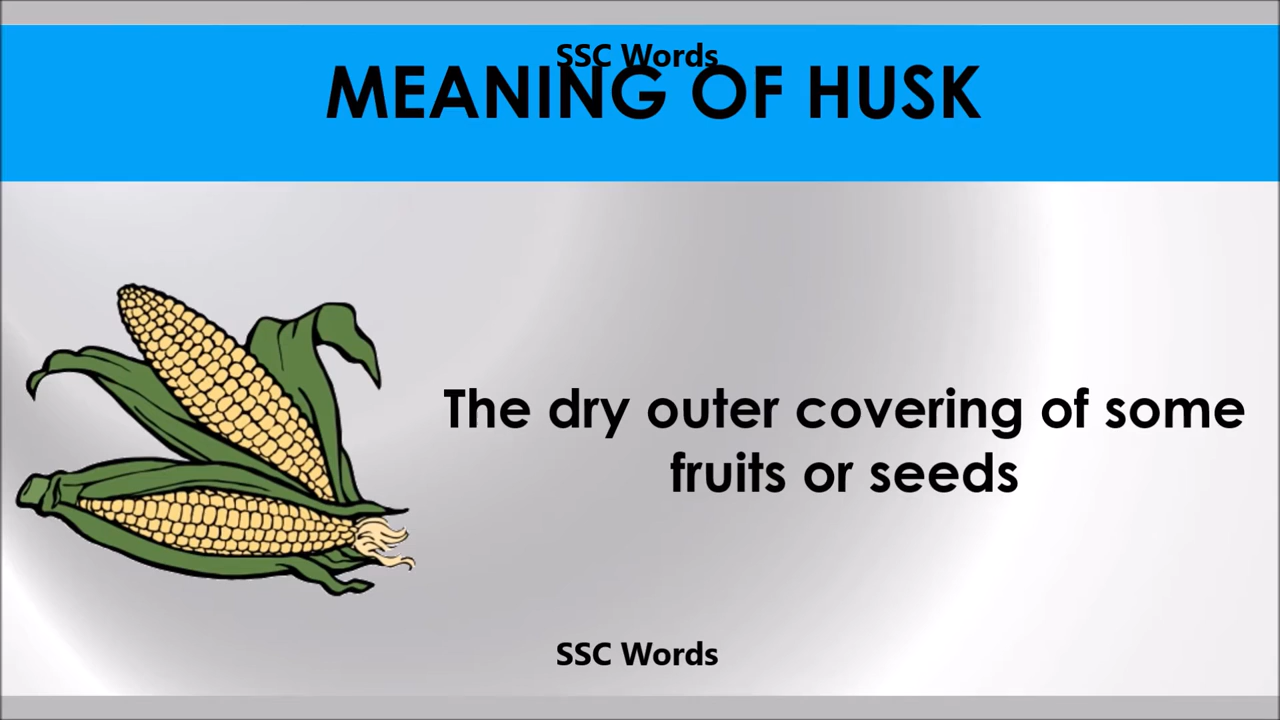 SSC Words
MEANING OF HUSK
The dry outer covering of some
fruits or seeds
SSC Words